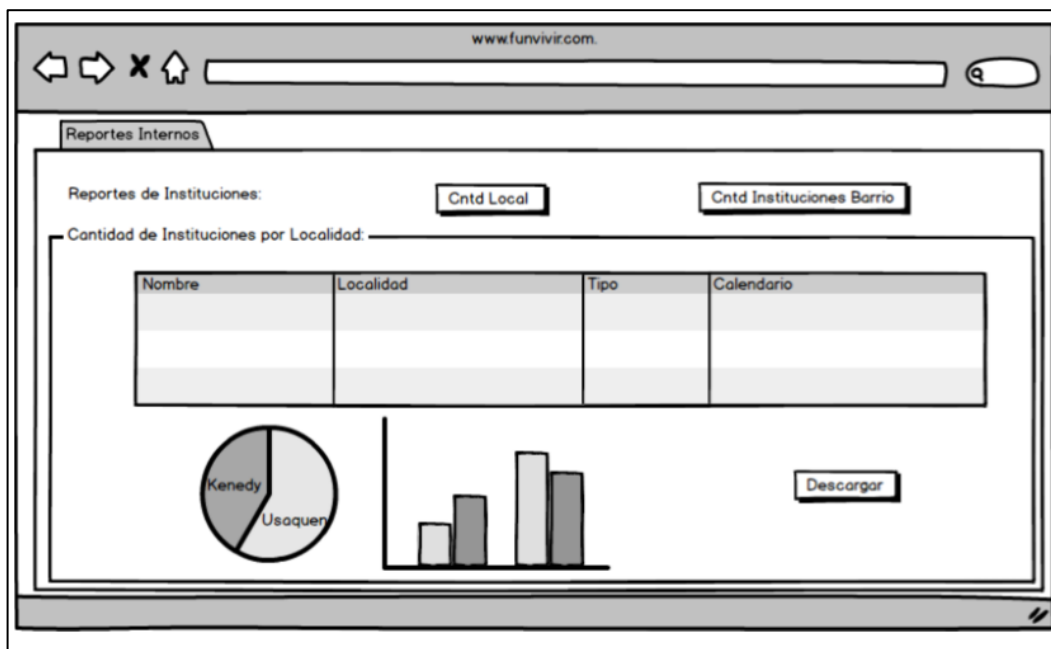 www.funvivir.com.
Reportes Internos
Reportes de Instituciones:
Cntd Local
Cntd Instituciones Barrio
Cantidad de Instituciones por Localidad:
Nombre
Localidad
Tipo
Calendario
Kenedy
Usaquen
Descargar